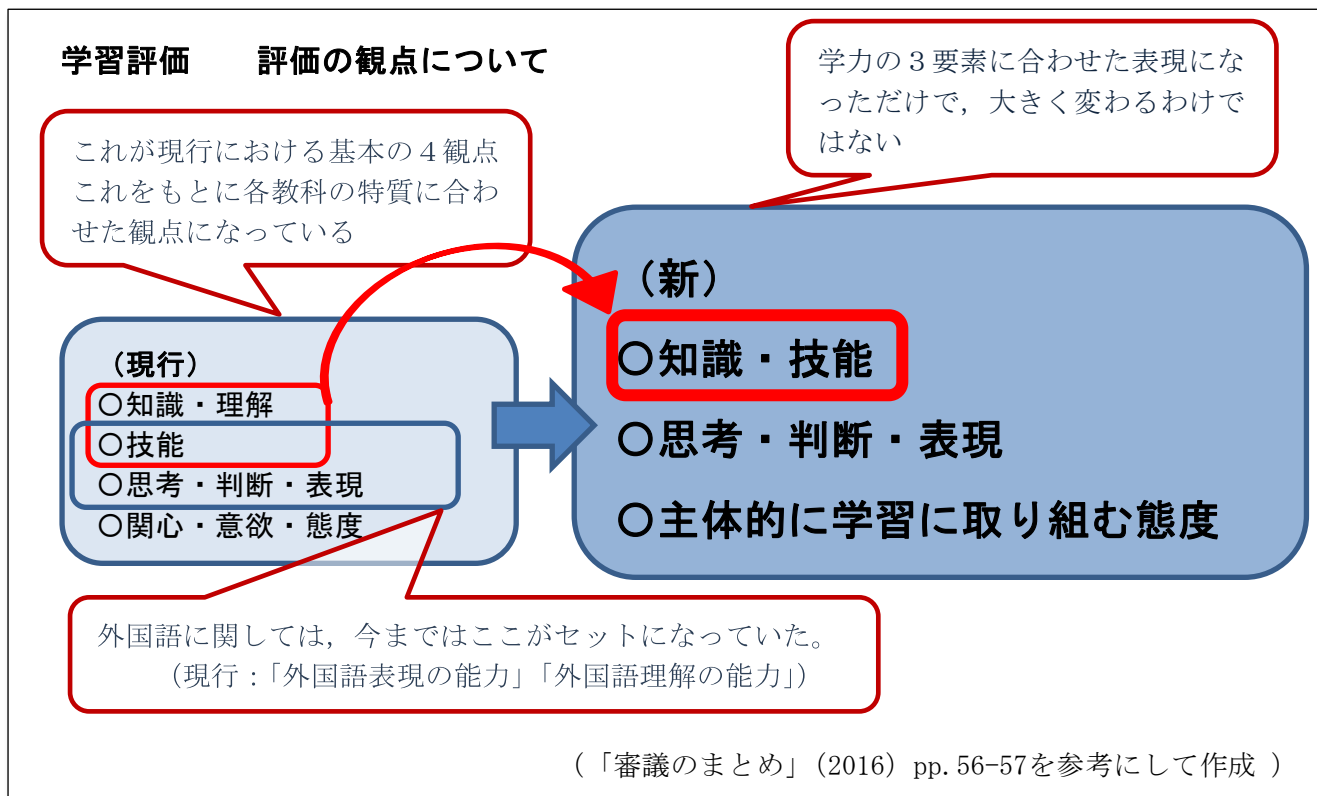 学習評価　　評価の観点について
学力の３要素に合わせた表現にな
っただけで，大きく変わるわけで
はない
これが現行における基本の４観点
これをもとに各教科の特質に合わ
せた観点になっている
（現行）
○知識・理解
○技能
○思考・判断・表現
○関心・意欲・態度
（新）
○知識・技能
○思考・判断・表現
○主体的に学習に取り組む態度
外国語に関しては，今まではここがセットになっていた。
（現行：「外国語表現の能力」「外国語理解の能力」）
（「審議のまとめ」（2016）pp.56-57を参考にして作成 ）